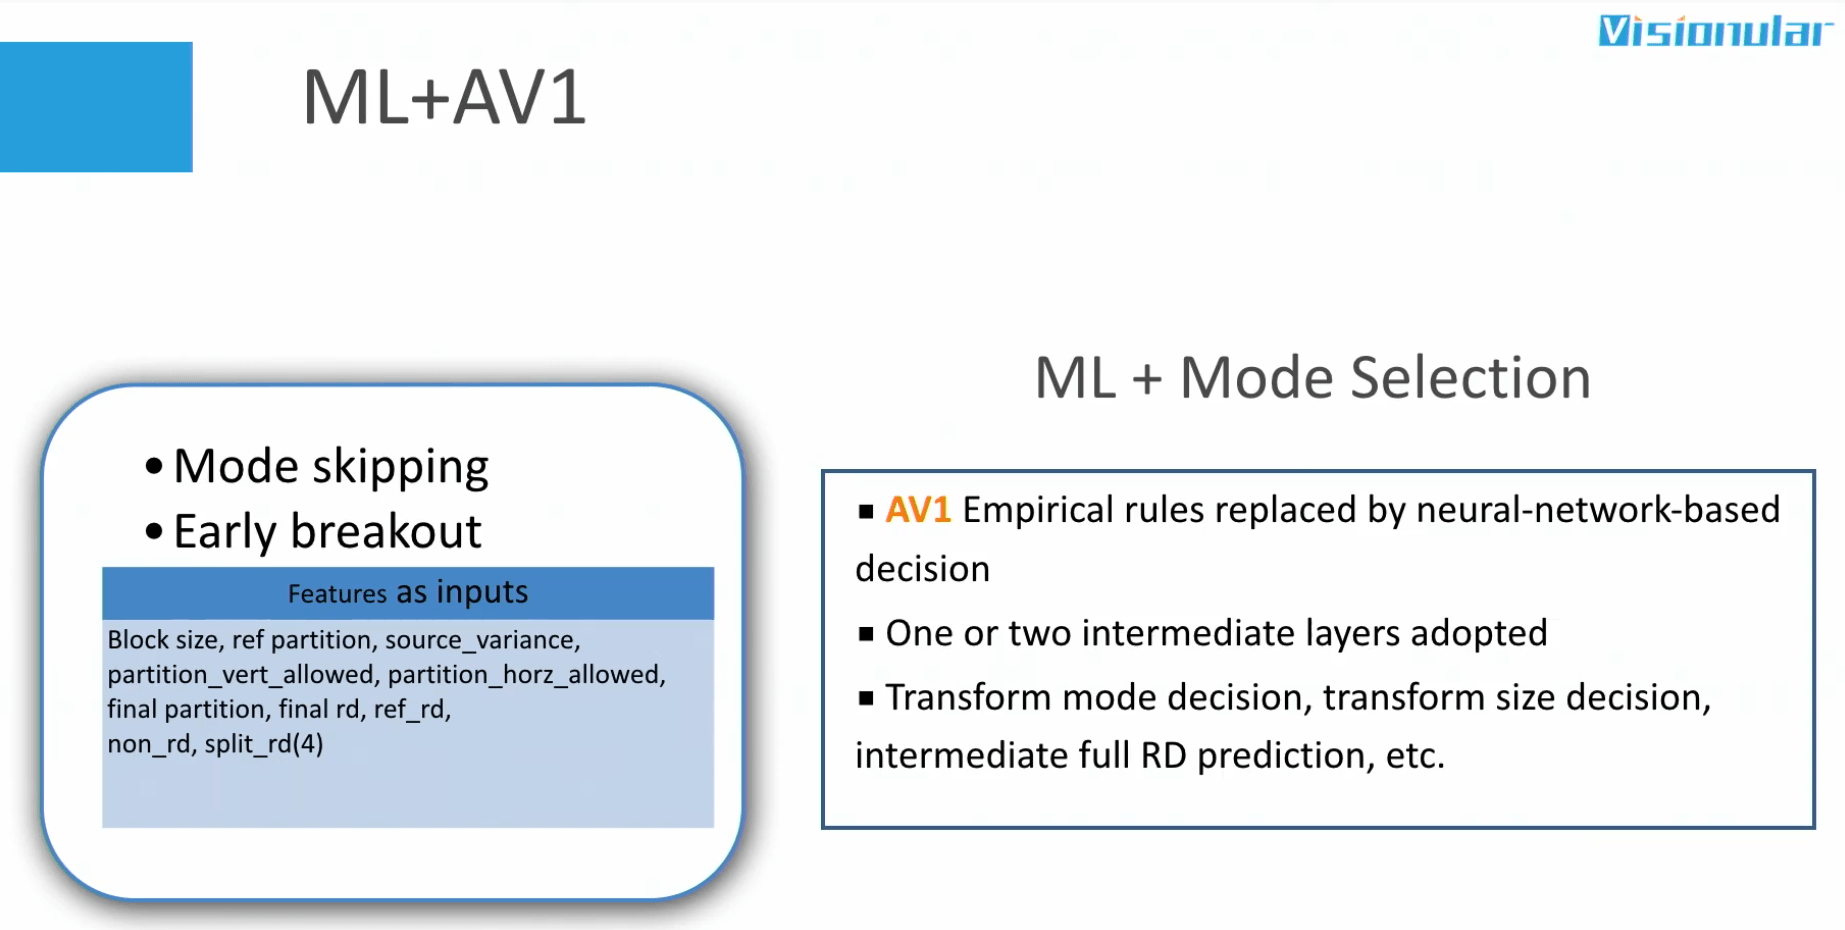 Visionular
ML+AV1
• Mode skipping
• Early breakout
Features as inputs
Block size, ref partition, source_variance,
partition_vert_allowed, partition_horz_allowed,
final partition, final rd, ref_rd,
non_rd, split_rd(4)
ML + Mode Selection
▪ AV1 Empirical rules replaced by neural-network-based
decision
▪ One or two intermediate layers adopted
▪ Transform mode decision, transform size decision,
intermediate full RD prediction, etc.